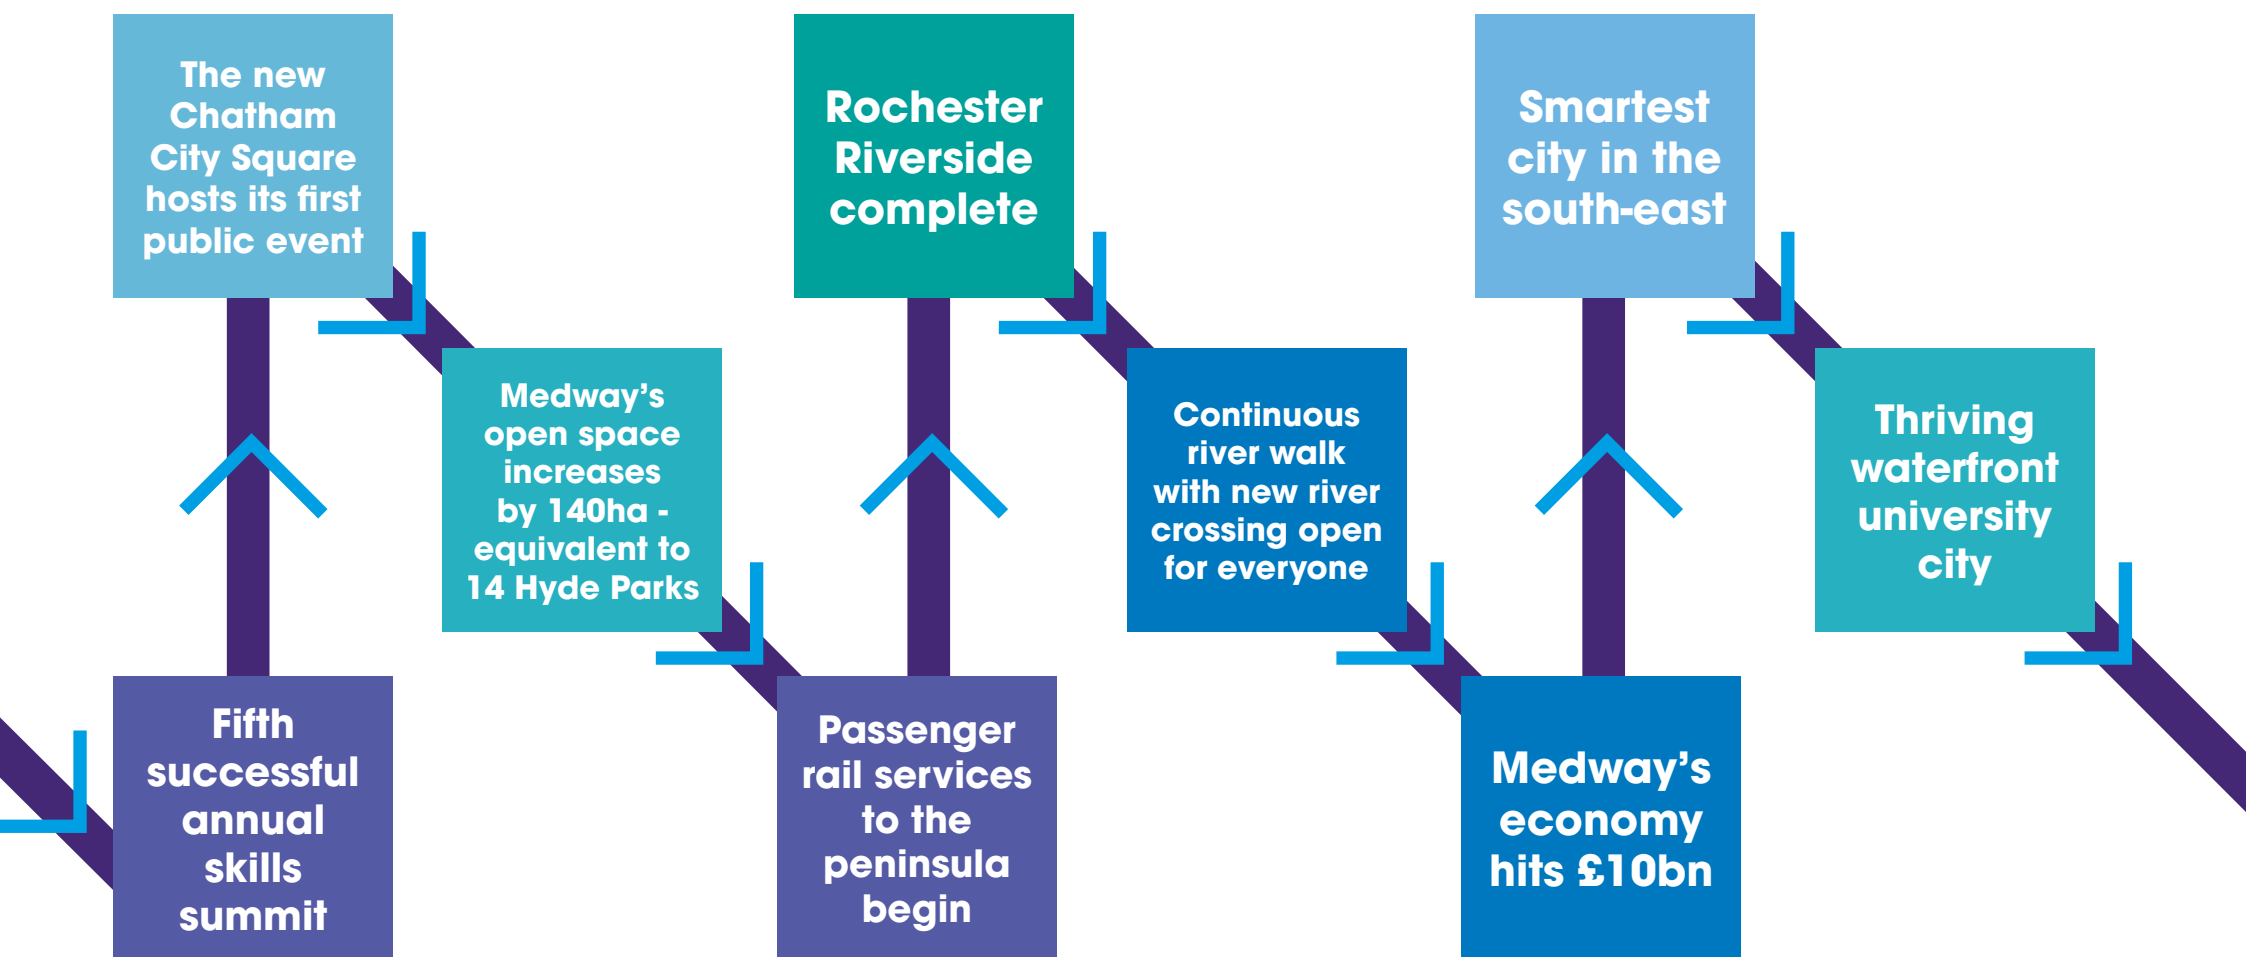 Fifth
successful
annual
skills
summit
The new
Chatham
City Square
hosts its first
public event
Medway’s
open space
increases
by 140ha -
equivalent to
14 Hyde Parks
Passenger
rail services
to the
peninsula
begin
Rochester
Riverside
complete
Continuous
river walk
with new river
crossing open
for everyone
Medway’s
economy
hits £10bn
Smartest
city in the
south-east
Thriving
waterfront
university
city